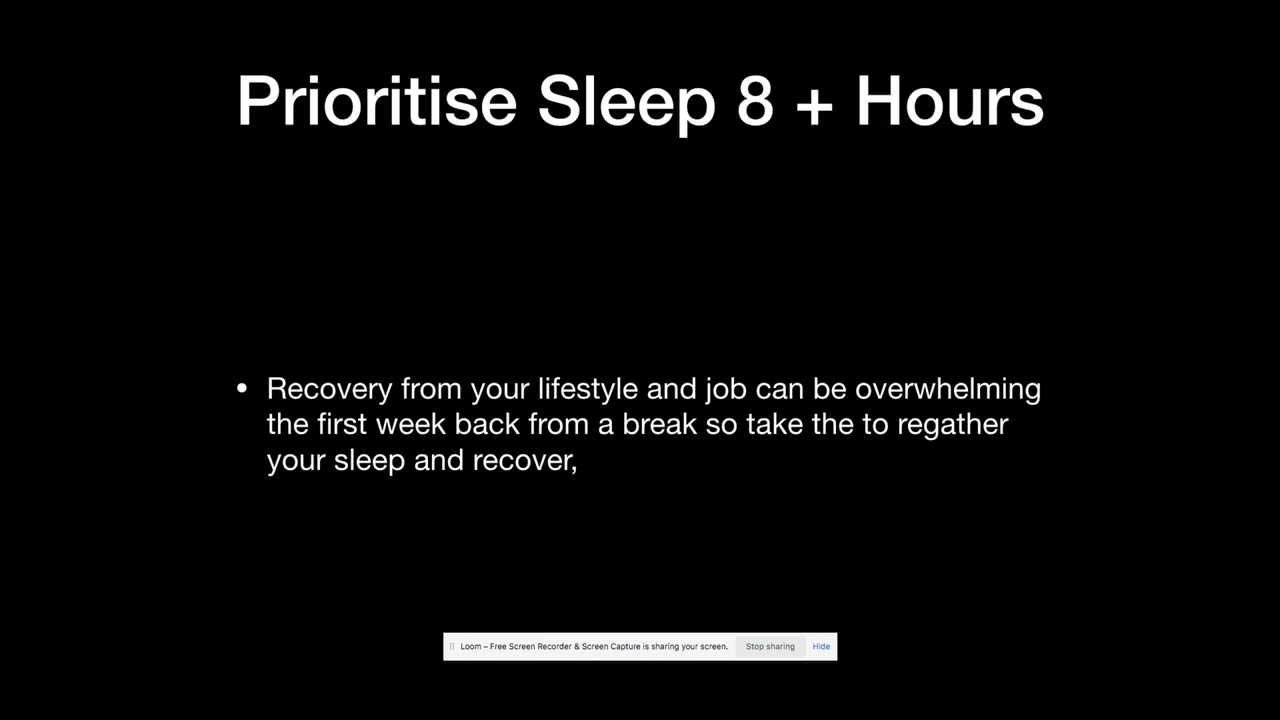 Prioritise Sleep 8 + Hours
• Recovery from your lifestyle and job can be overwhelming
the first week back from a break so take the to regather
your sleep and recover,
Loom – Free Screen Recorder & Screen Capture is sharing your screen. Stop sharing Hide